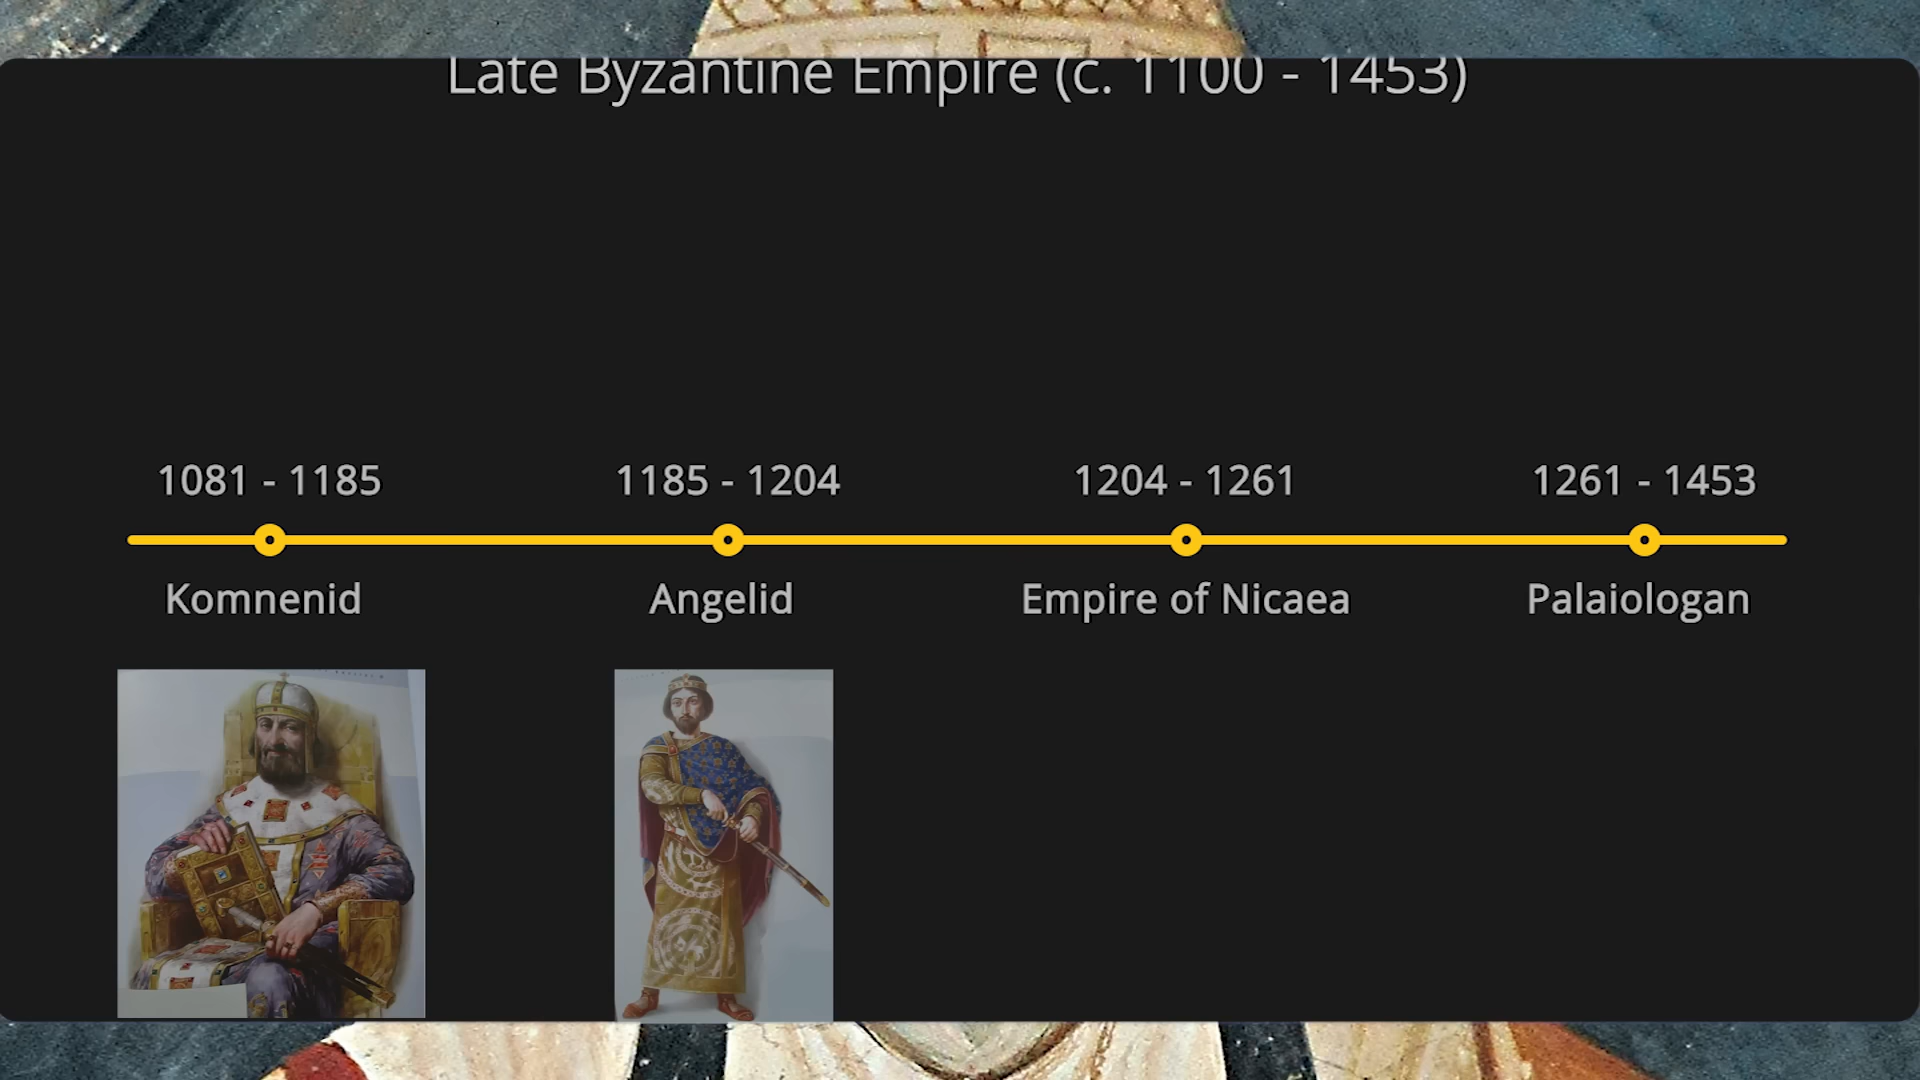 Late Byzantine Empire (c. 1100 - 1453)
1081 - 1185
1185 - 1204
1204 - 1261
1261 - 1453
Komnenid
Angelid
Empire of Nicaea
Palaiologan